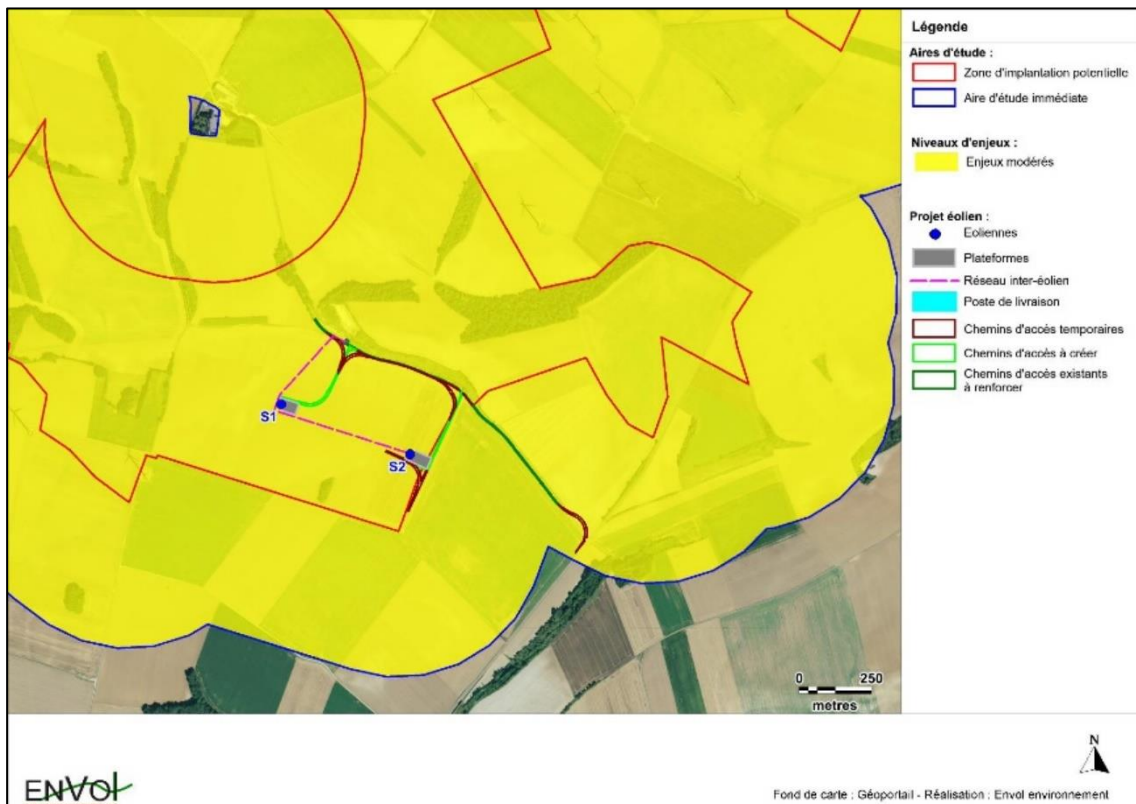 Légende
Aires d'étude :
Zone d'implantation potentielle
Aire d'étude immédiate
Niveaux d'enjeux :
Enjeux modérés
Projet éolien :
Eoliennes
Plateformes
Réseau inter-éolien
Poste de livraison
Chemins d'accès temporaires
Chemins d'accès à créer
Chemins d'accès existants
à renforcer
S1
S2
0 250
metres
N
ENVOl
Fond de carte : Géoportail - Réalisation : Envol environnement